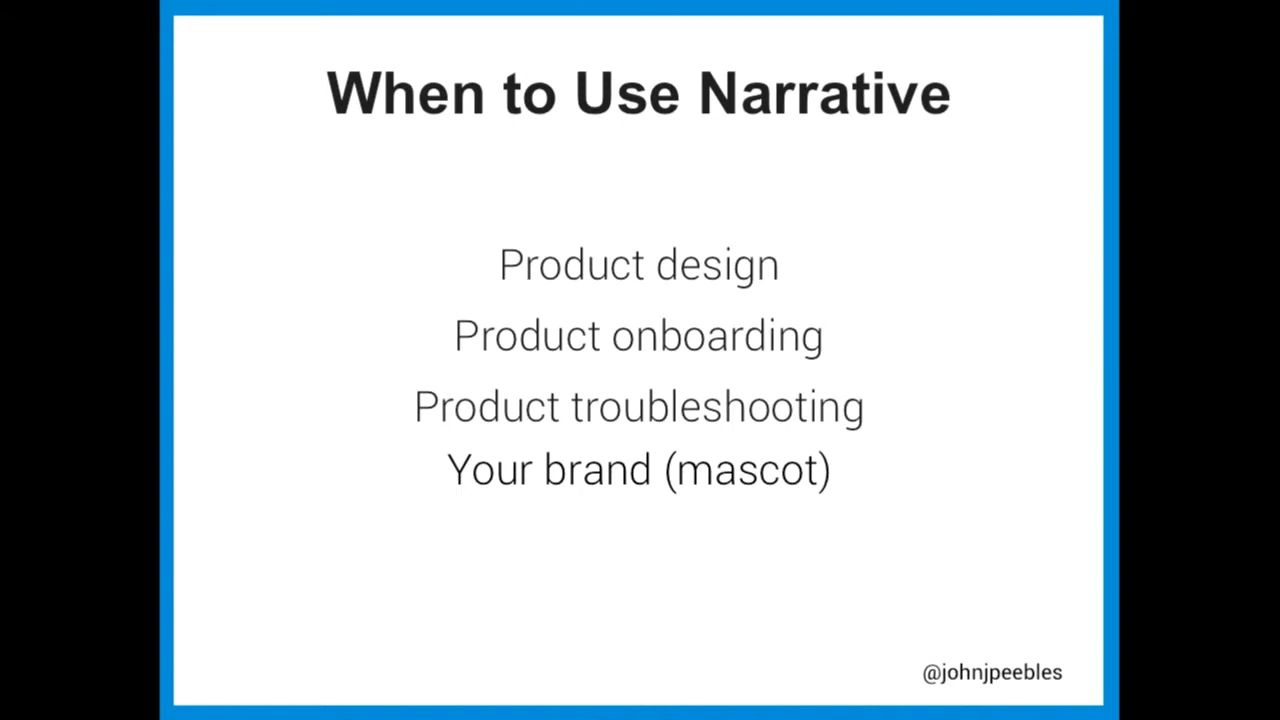 When to Use Narrative
Product design
Product onboarding
Product troubleshooting
Your brand (mascot)
@johnjpeebles